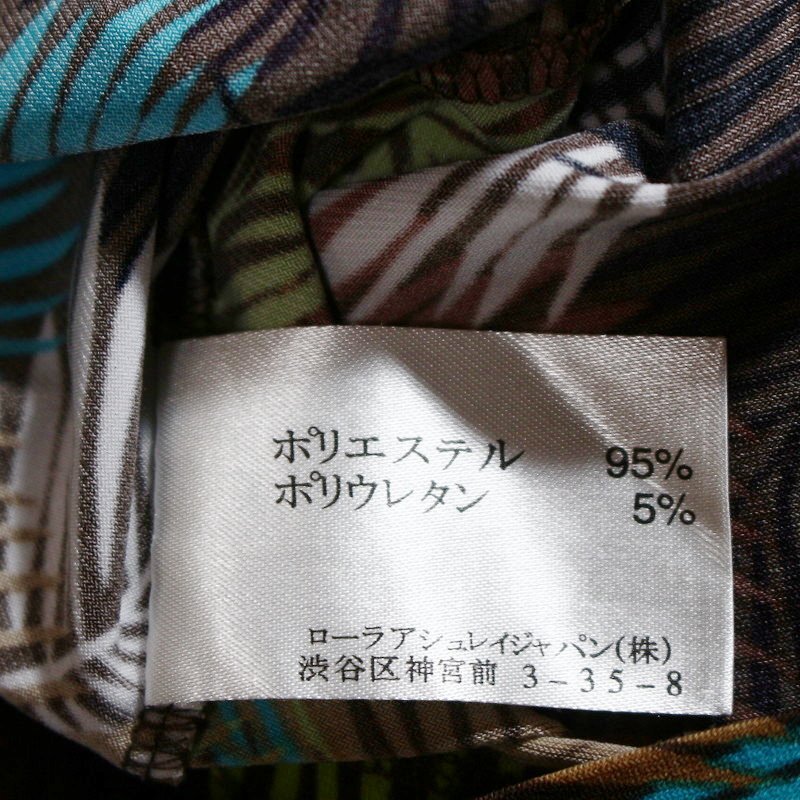 ポリエステル 95%
ポリウレタン 5%
ローラアシュレイジャパン(株)
渋谷区神宮前 3-35-8